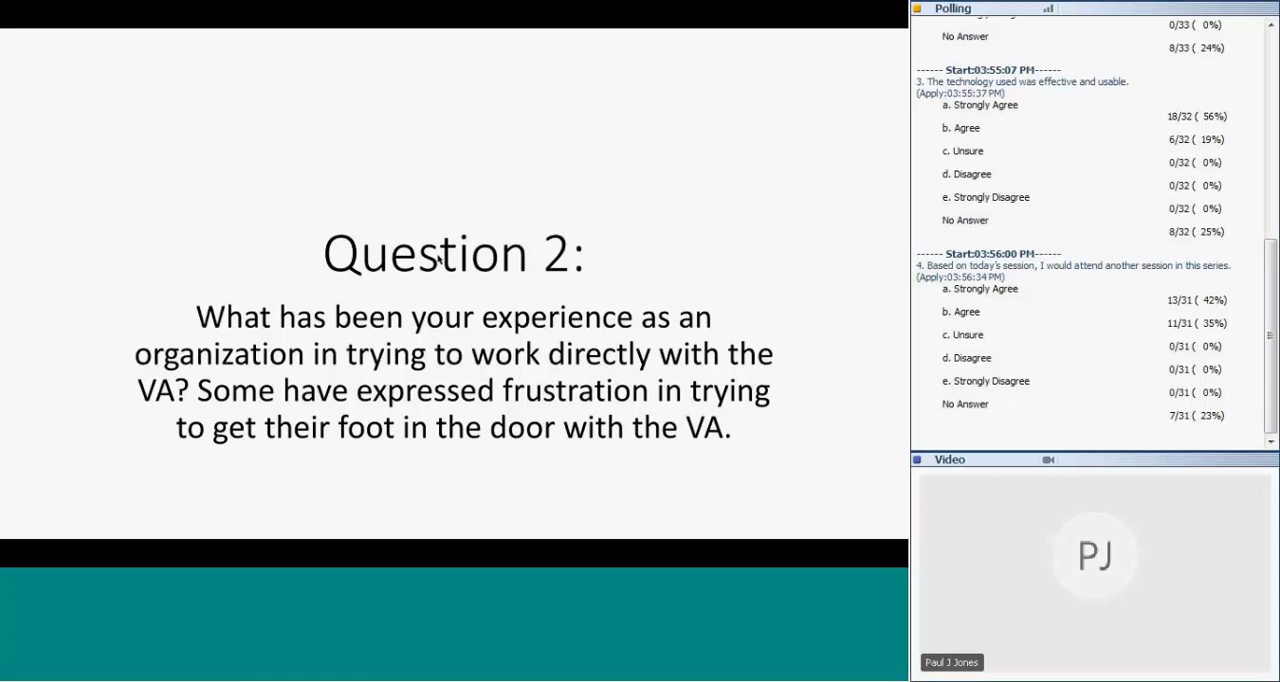 Question 2:
What has been your experience as an
organization in trying to work directly with the
VA? Some have expressed frustration in trying
to get their foot in the door with the VA.
Polling
0/33 ( 0%)
No Answer
8/33 ( 24%)
------ Start:03:55:07 PM------
3. The technology used was effective and usable.
(Apply:03:55:37 PM)
a. Strongly Agree
18/32 ( 56%)
b. Agree
6/32 ( 19%)
c. Unsure
0/32 ( 0%)
d. Disagree
0/32 ( 0%)
e. Strongly Disagree
0/32 ( 0%)
No Answer
8/32 ( 25%)
------ Start:03:56:00 PM------
4. Based on today's session, I would attend another session in this series.
(Apply:03:56:34 PM)
a. Strongly Agree
13/31 ( 42%)
b. Agree
11/31 ( 35%)
c. Unsure
0/31 ( 0%)
d. Disagree
0/31 ( 0%)
e. Strongly Disagree
0/31 ( 0%)
No Answer
7/31 ( 23%)
Video
PJ
Paul J Jones